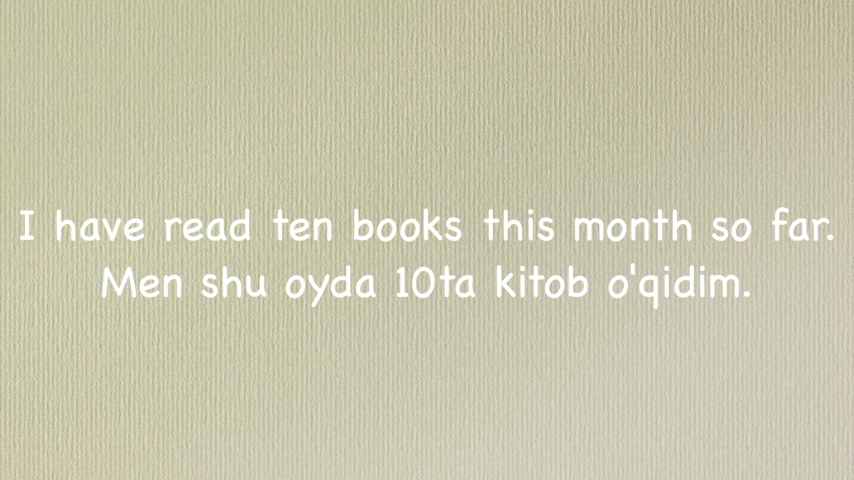 I have read ten books this month so far.
Men shu oyda 10ta kitob o'qidim.